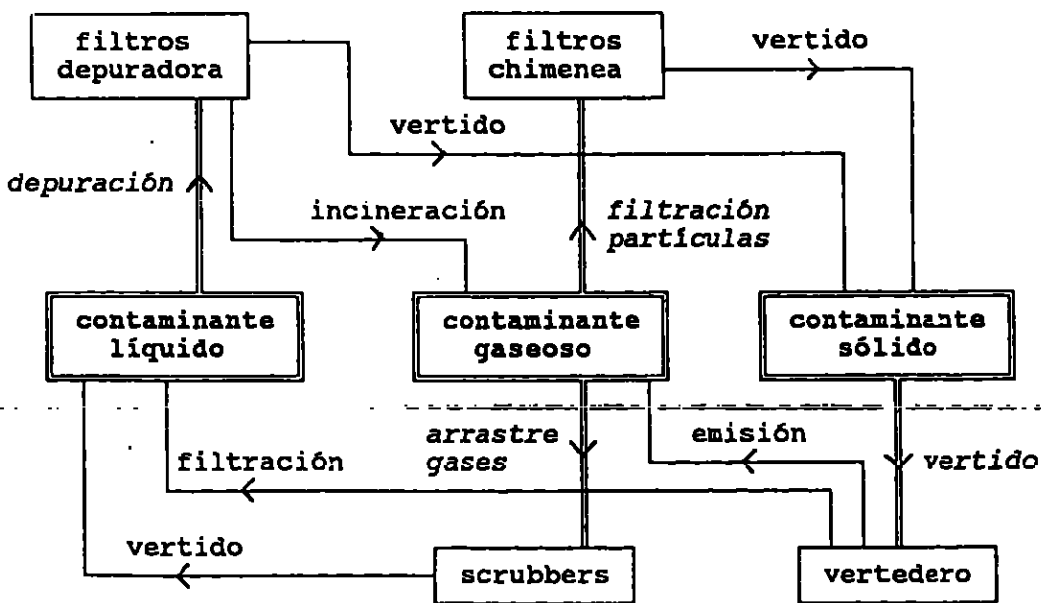 filtros
depuradora
filtros
chimenea
vertido
vertido
depuración
incineración
filtración
partículas
contaminante
líquido
contaminante
gaseoso
contaminante
sólido
arrastre
gases
emisión
filtración
vertido
vertido
scrubbers
vertedero